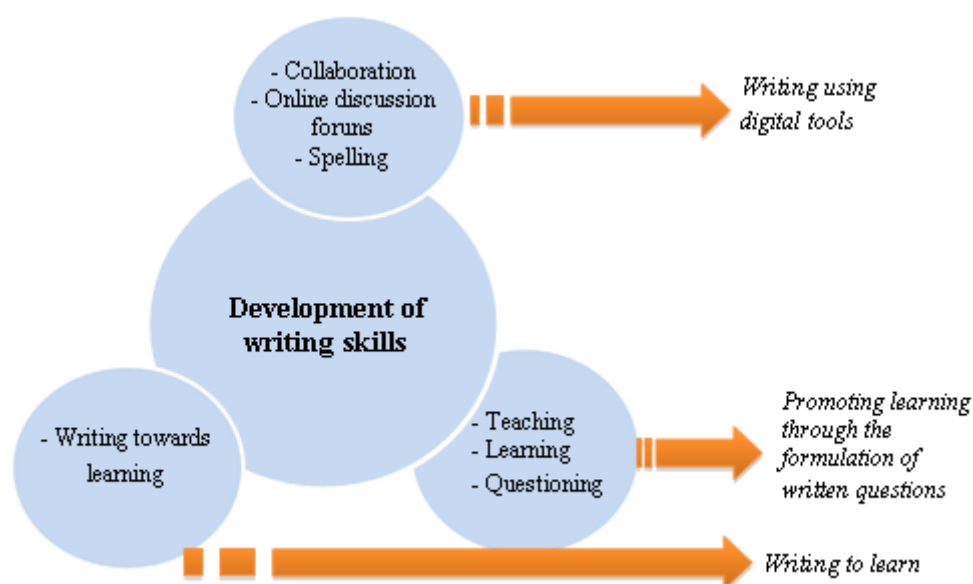 - Collaboration
- Online discussion
foruns
- Spelling
Writing using
digital tools
Development of
writing skills
- Writing towards
learning
- Teaching
- Learning
- Questioning
Promoting learning
through the
formulation of
written questions
Writing to learn